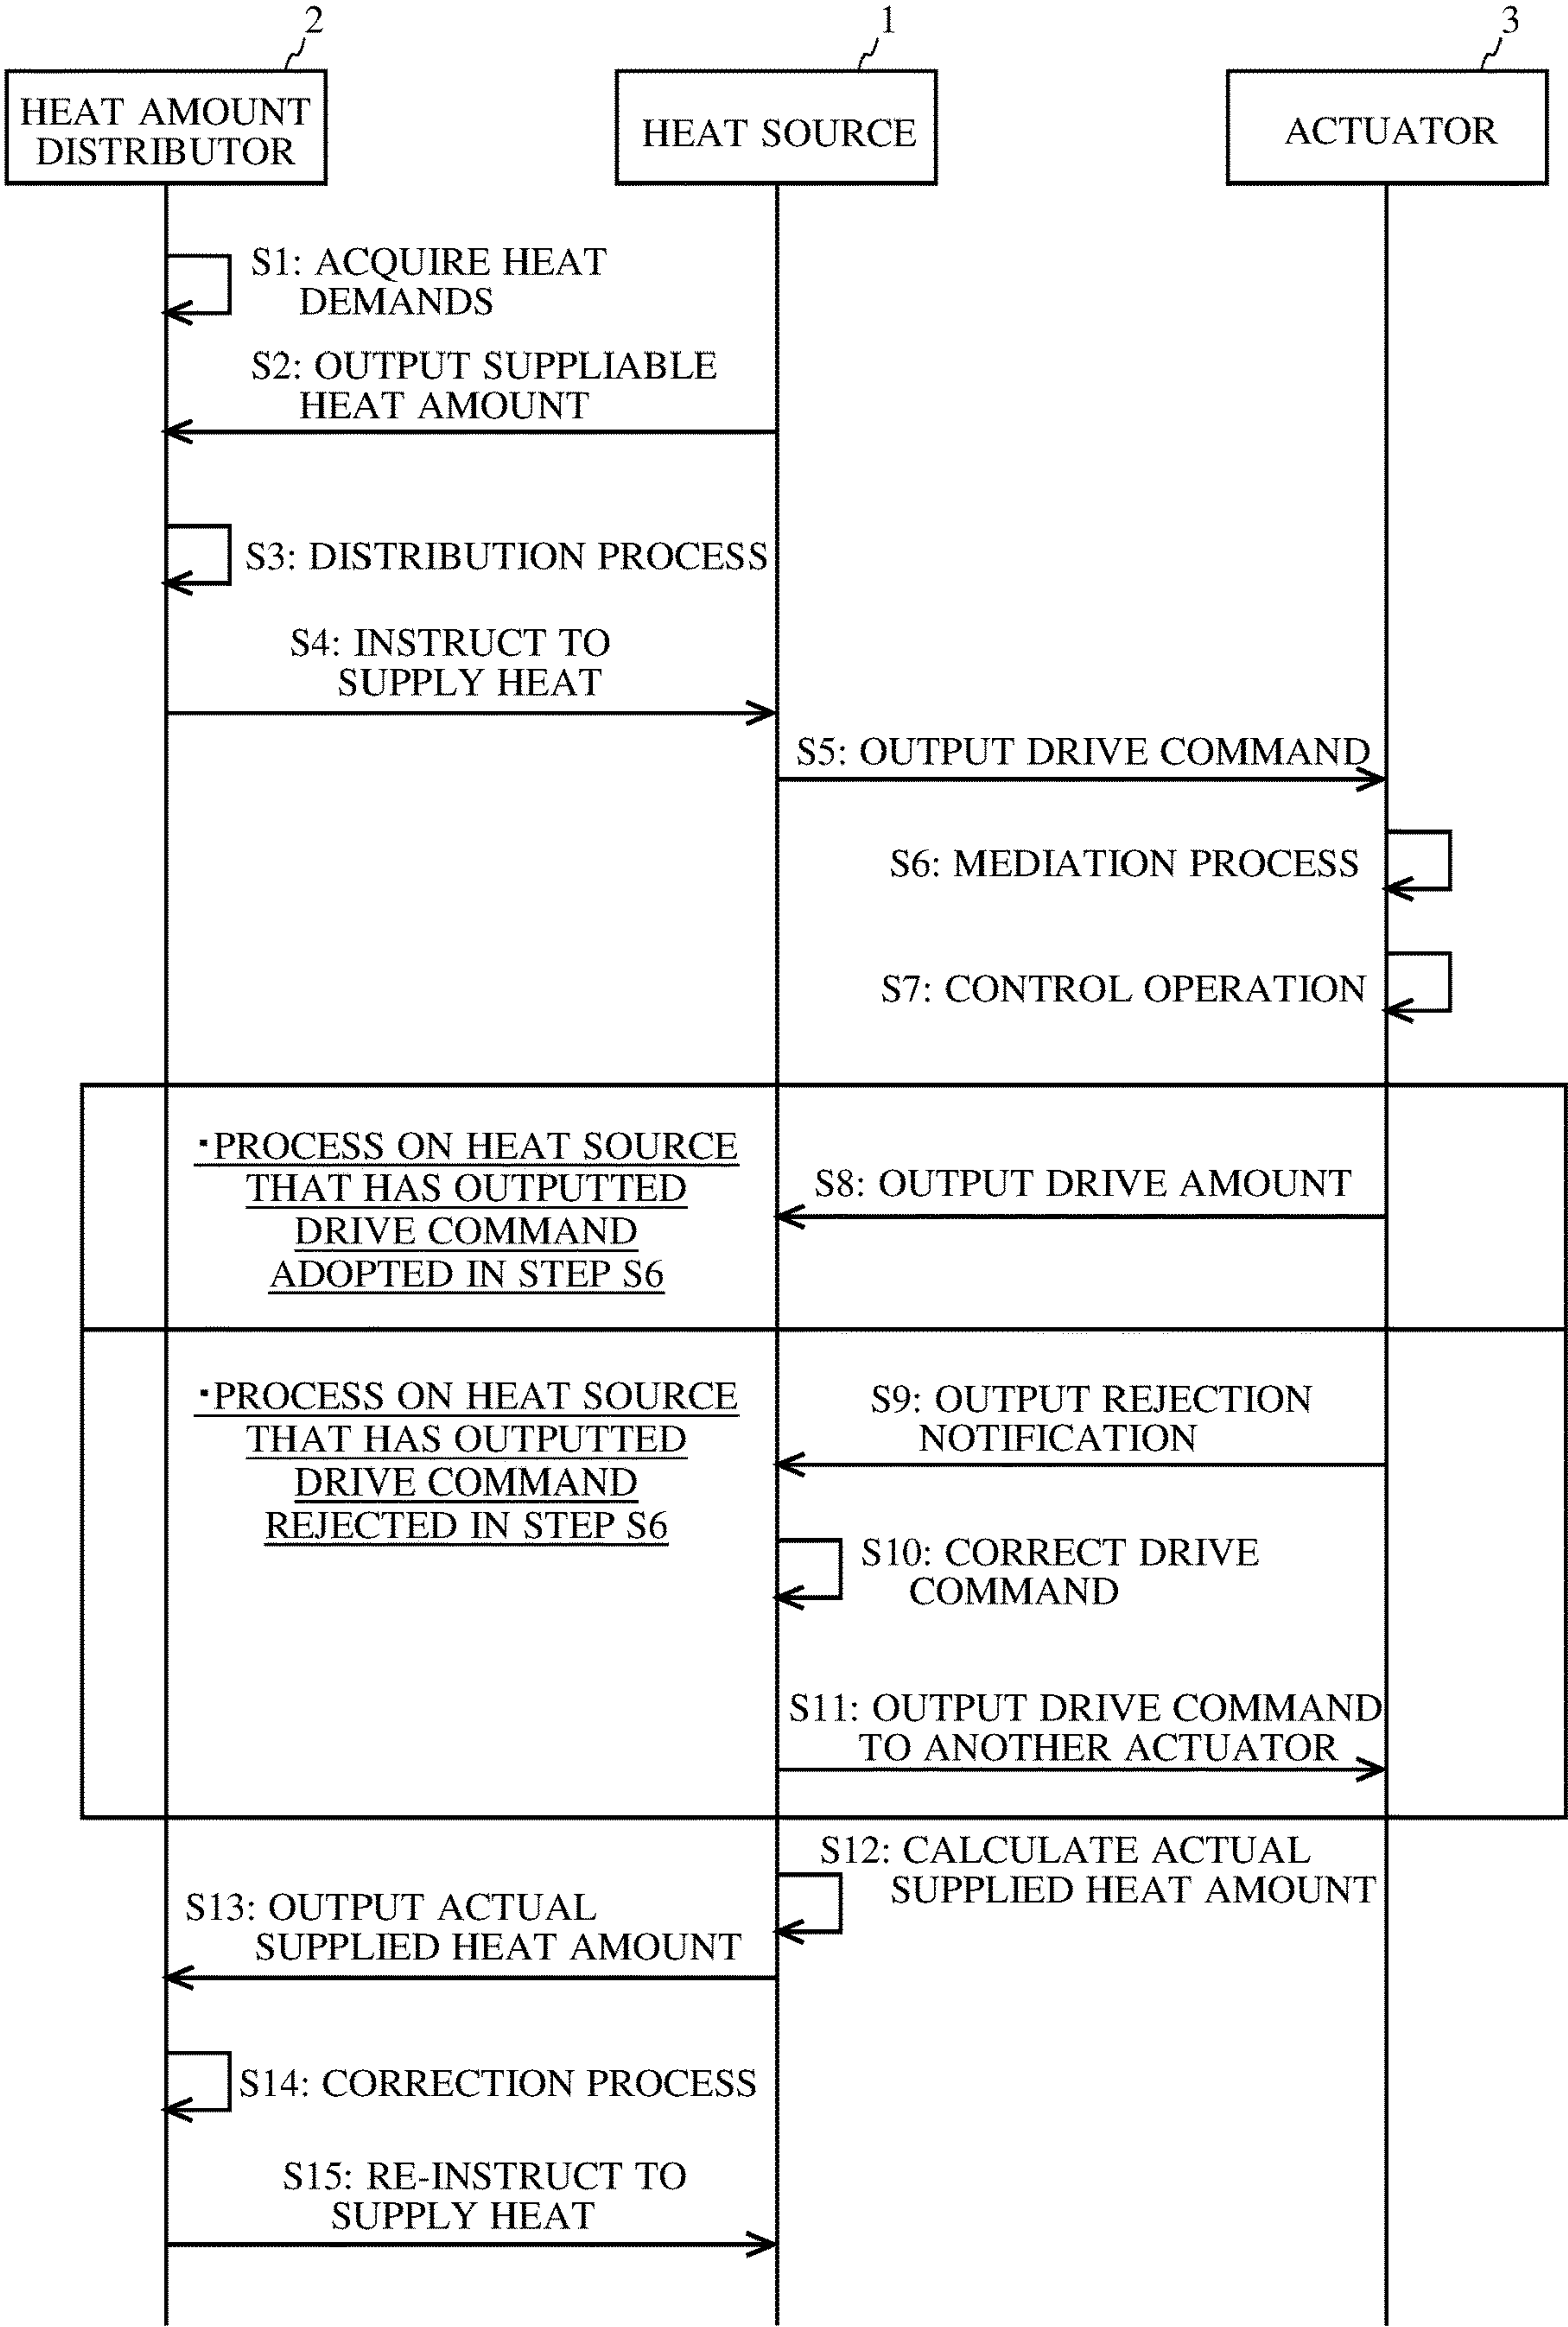 2
1
3
HEAT AMOUNT
DISTRIBUTOR
HEAT SOURCE
ACTUATOR
S1: ACQUIRE HEAT
DEMANDS
S2: OUTPUT SUPPLIABLE
HEAT AMOUNT
S3: DISTRIBUTION PROCESS
S4: INSTRUCT TO
SUPPLY HEAT
S5: OUTPUT DRIVE COMMAND
S6: MEDIATION PROCESS
S7: CONTROL OPERATION
・PROCESS ON HEAT SOURCE
THAT HAS OUTPUTTED
DRIVE COMMAND
ADOPTED IN STEP S6
S8: OUTPUT DRIVE AMOUNT
・PROCESS ON HEAT SOURCE
THAT HAS OUTPUTTED
DRIVE COMMAND
REJECTED IN STEP S6
S9: OUTPUT REJECTION
NOTIFICATION
S10: CORRECT DRIVE
COMMAND
S11: OUTPUT DRIVE COMMAND
TO ANOTHER ACTUATOR
S12: CALCULATE ACTUAL
SUPPLIED HEAT AMOUNT
S13: OUTPUT ACTUAL
SUPPLIED HEAT AMOUNT
S14: CORRECTION PROCESS
S15: RE-INSTRUCT TO
SUPPLY HEAT